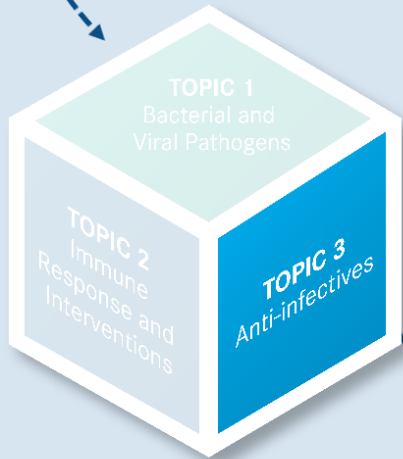 TOPIC 1
Bacterial and
Viral Pathogens
TOPIC 2
Immune
Response and
Interventions
TOPIC 3
Anti-infectives